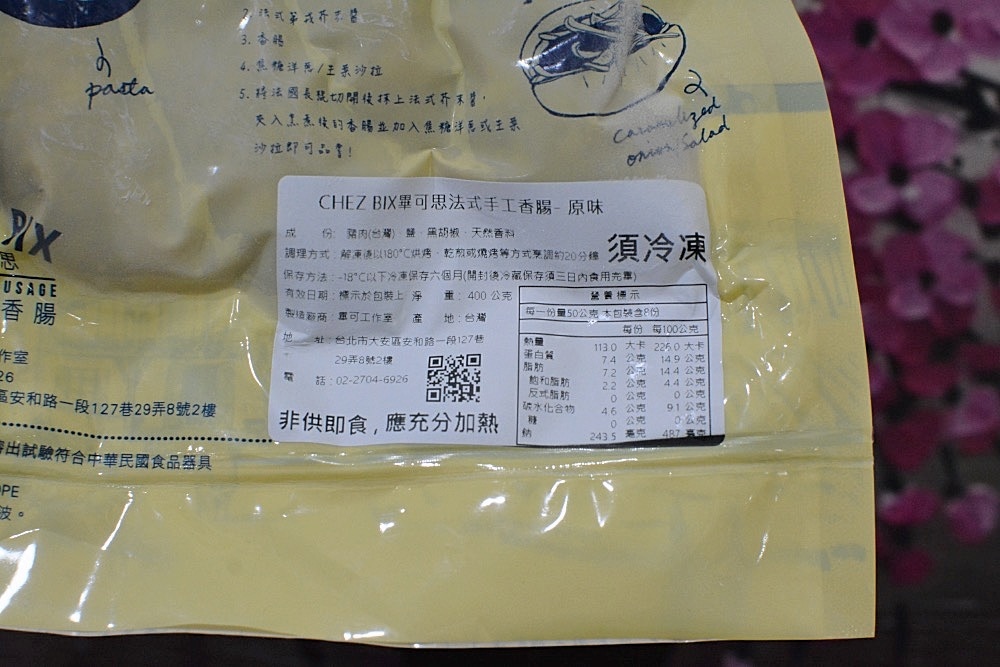 2. 法式第戎芥末醬
3. 香腸
4. 焦糖洋蔥/生菜沙拉
5. 將法國長棍切開後抹上法式芥末醬，
夾入烹煮後的香腸並加入焦糖洋蔥或生菜
沙拉即可品嘗！
pasta
caramelized
onion/Salad
BIX
思
USAGE
香腸
作室
26
區安和路一段127巷29弄8號2樓
溶出試驗符合中華民國食品器具
OPE
波。
CHEZ BIX畢可思法式手工香腸- 原味
成 份: 豬肉(台灣)、鹽、黑胡椒、天然香料
調理方式: 解凍後以180°C烘烤、乾煎或燒烤等方式烹調約20分鐘
須冷凍
保存方法: -18°C以下冷凍保存六個月(開封後冷藏保存須三日內食用完畢)
有效日期: 標示於包裝上 淨 重: 400 公克
製造廠商: 畢可工作室 產 地: 台灣
地 址: 台北市大安區安和路一段127巷
29弄8號2樓
電 話: 02-2704-6926
非供即食, 應充分加熱
營養標示
每一份量50公克 本包裝含8份
每份 每100公克
熱量 113.0 大卡 226.0 大卡
蛋白質 7.4 公克 14.9 公克
脂肪 7.2 公克 14.4 公克
飽和脂肪 2.2 公克 4.4 公克
反式脂肪 0 公克 0 公克
碳水化合物 4.6 公克 9.1 公克
糖 0 公克 0 公克
鈉 243.5 毫克 487 毫克